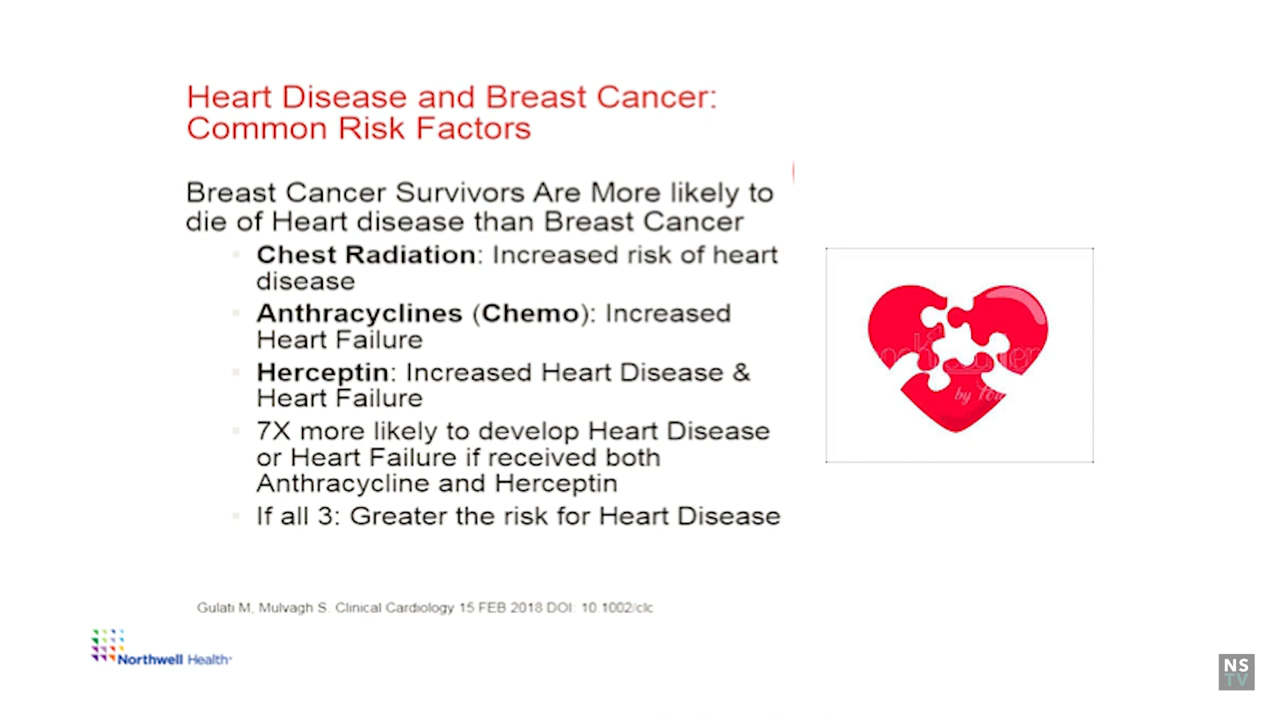 Heart Disease and Breast Cancer:
Common Risk Factors
Breast Cancer Survivors Are More likely to
die of Heart disease than Breast Cancer
Chest Radiation: Increased risk of heart
disease
Anthracyclines (Chemo): Increased
Heart Failure
Herceptin: Increased Heart Disease &
Heart Failure
7X more likely to develop Heart Disease
or Heart Failure if received both
Anthracycline and Herceptin
If all 3: Greater the risk for Heart Disease
by
Gulati M, Mulvagh S. Clinical Cardiology 15 FEB 2018 DOI: 10.1002/clc
Northwell Health
NS
TV